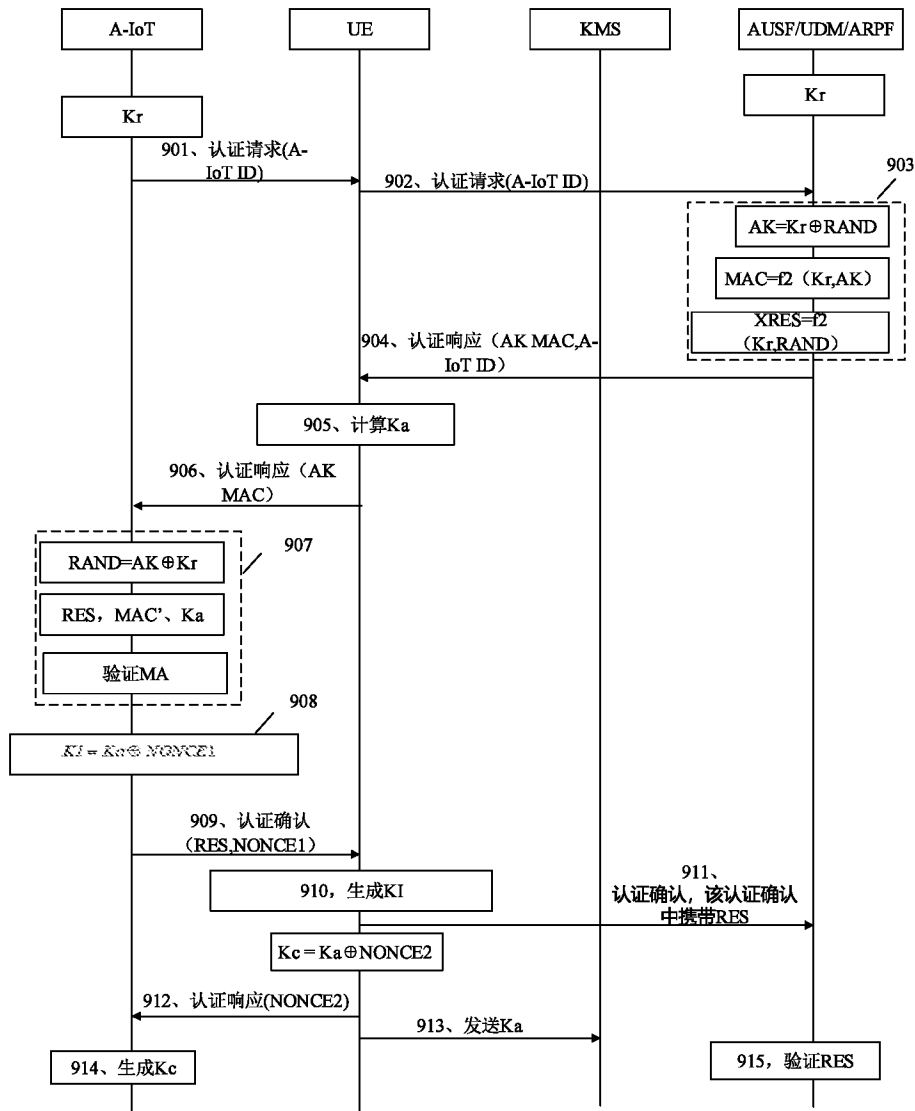 A-IoT
UE
KMS
AUSF/UDM/ARPF
Kr
Kr
901、认证请求(A-
IoT ID)
902、认证请求(A-IoT ID)
903
AK=Kr⊕RAND
MAC=f2（Kr,AK）
XRES=f2
（Kr,RAND）
904、认证响应（AK MAC,A-
IoT ID）
905、计算Ka
906、认证响应（AK
MAC）
907
RAND=AK⊕Kr
RES，MAC’、Ka
验证MA
908
KI = Ka⊕ NONCE1
909、认证确认
（RES,NONCE1）
910，生成KI
911、
认证确认，该认证确认
中携带RES
Kc = Ka⊕NONCE2
912、认证响应(NONCE2)
913、发送Ka
914、生成Kc
915，验证RES